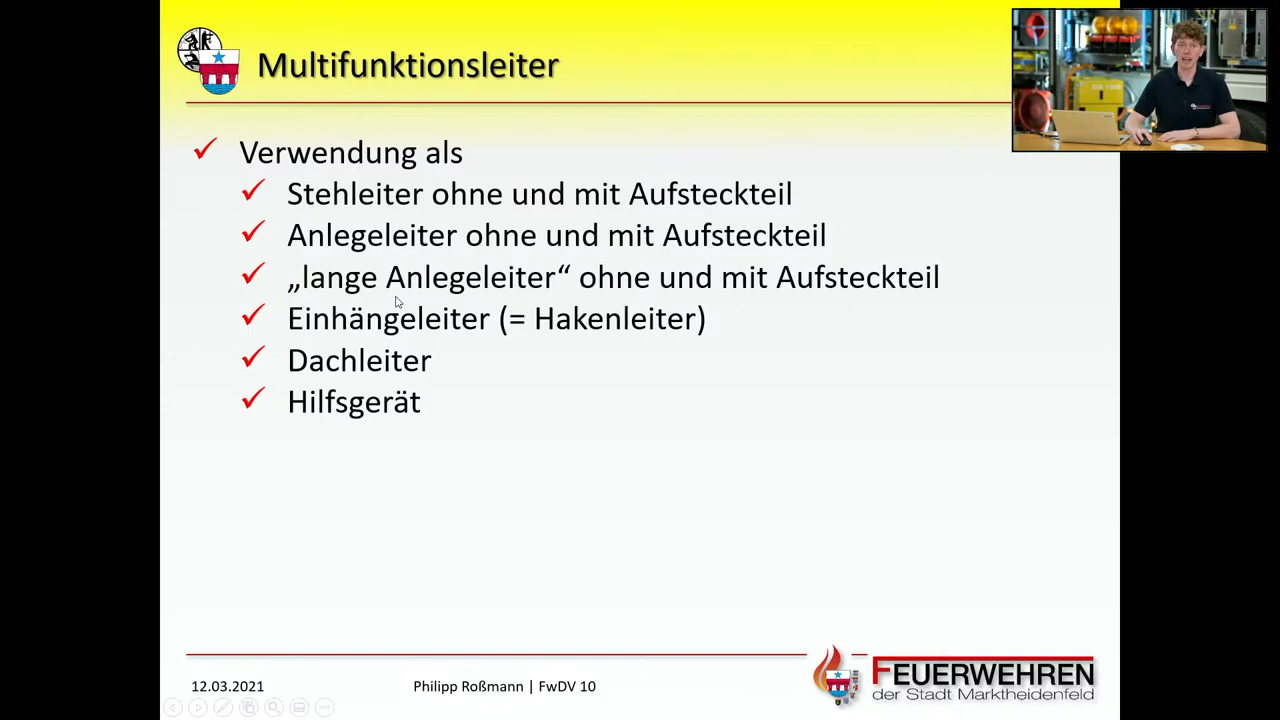 Multifunktionsleiter
Verwendung als
Stehleiter ohne und mit Aufsteckteil
Anlegeleiter ohne und mit Aufsteckteil
„lange Anlegeleiter“ ohne und mit Aufsteckteil
Einhängeleiter (= Hakenleiter)
Dachleiter
Hilfsgerät
12.03.2021
Philipp Roßmann | FwDV 10
FEUERWEHREN
der Stadt Marktheidenfeld